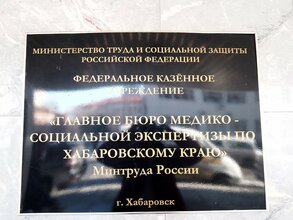 МИНИСТЕРСТВО ТРУДА И СОЦИАЛЬНОЙ ЗАЩИТЫ
РОССИЙСКОЙ ФЕДЕРАЦИИ
ФЕДЕРАЛЬНОЕ КАЗЁННОЕ
УЧРЕЖДЕНИЕ
«ГЛАВНОЕ БЮРО МЕДИКО -
СОЦИАЛЬНОЙ ЭКСПЕРТИЗЫ ПО
ХАБАРОВСКОМУ КРАЮ»
Минтруда России
г. Хабаровск